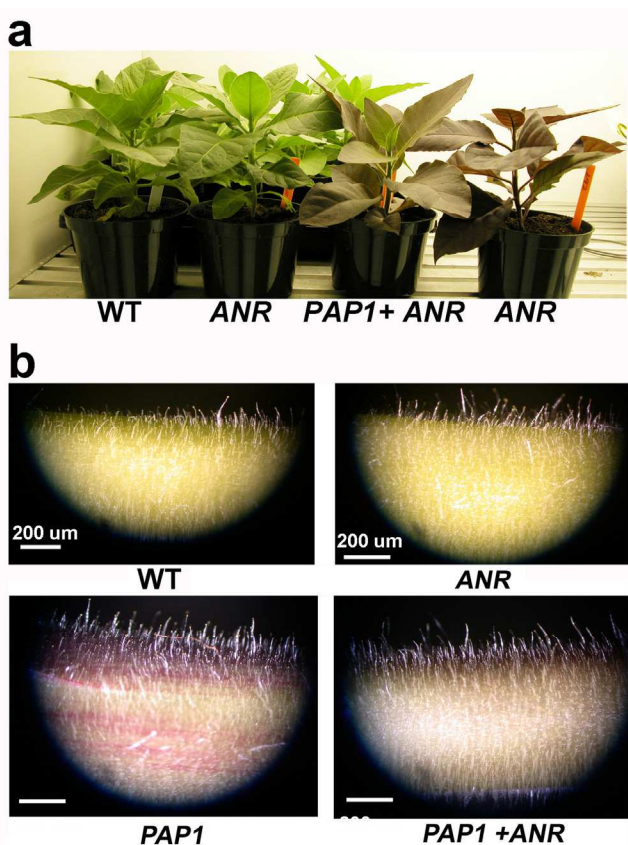 a
WT ANR PAP1+ ANR ANR
b
200 um 200 um
WT ANR
PAP1 PAP1 +ANR